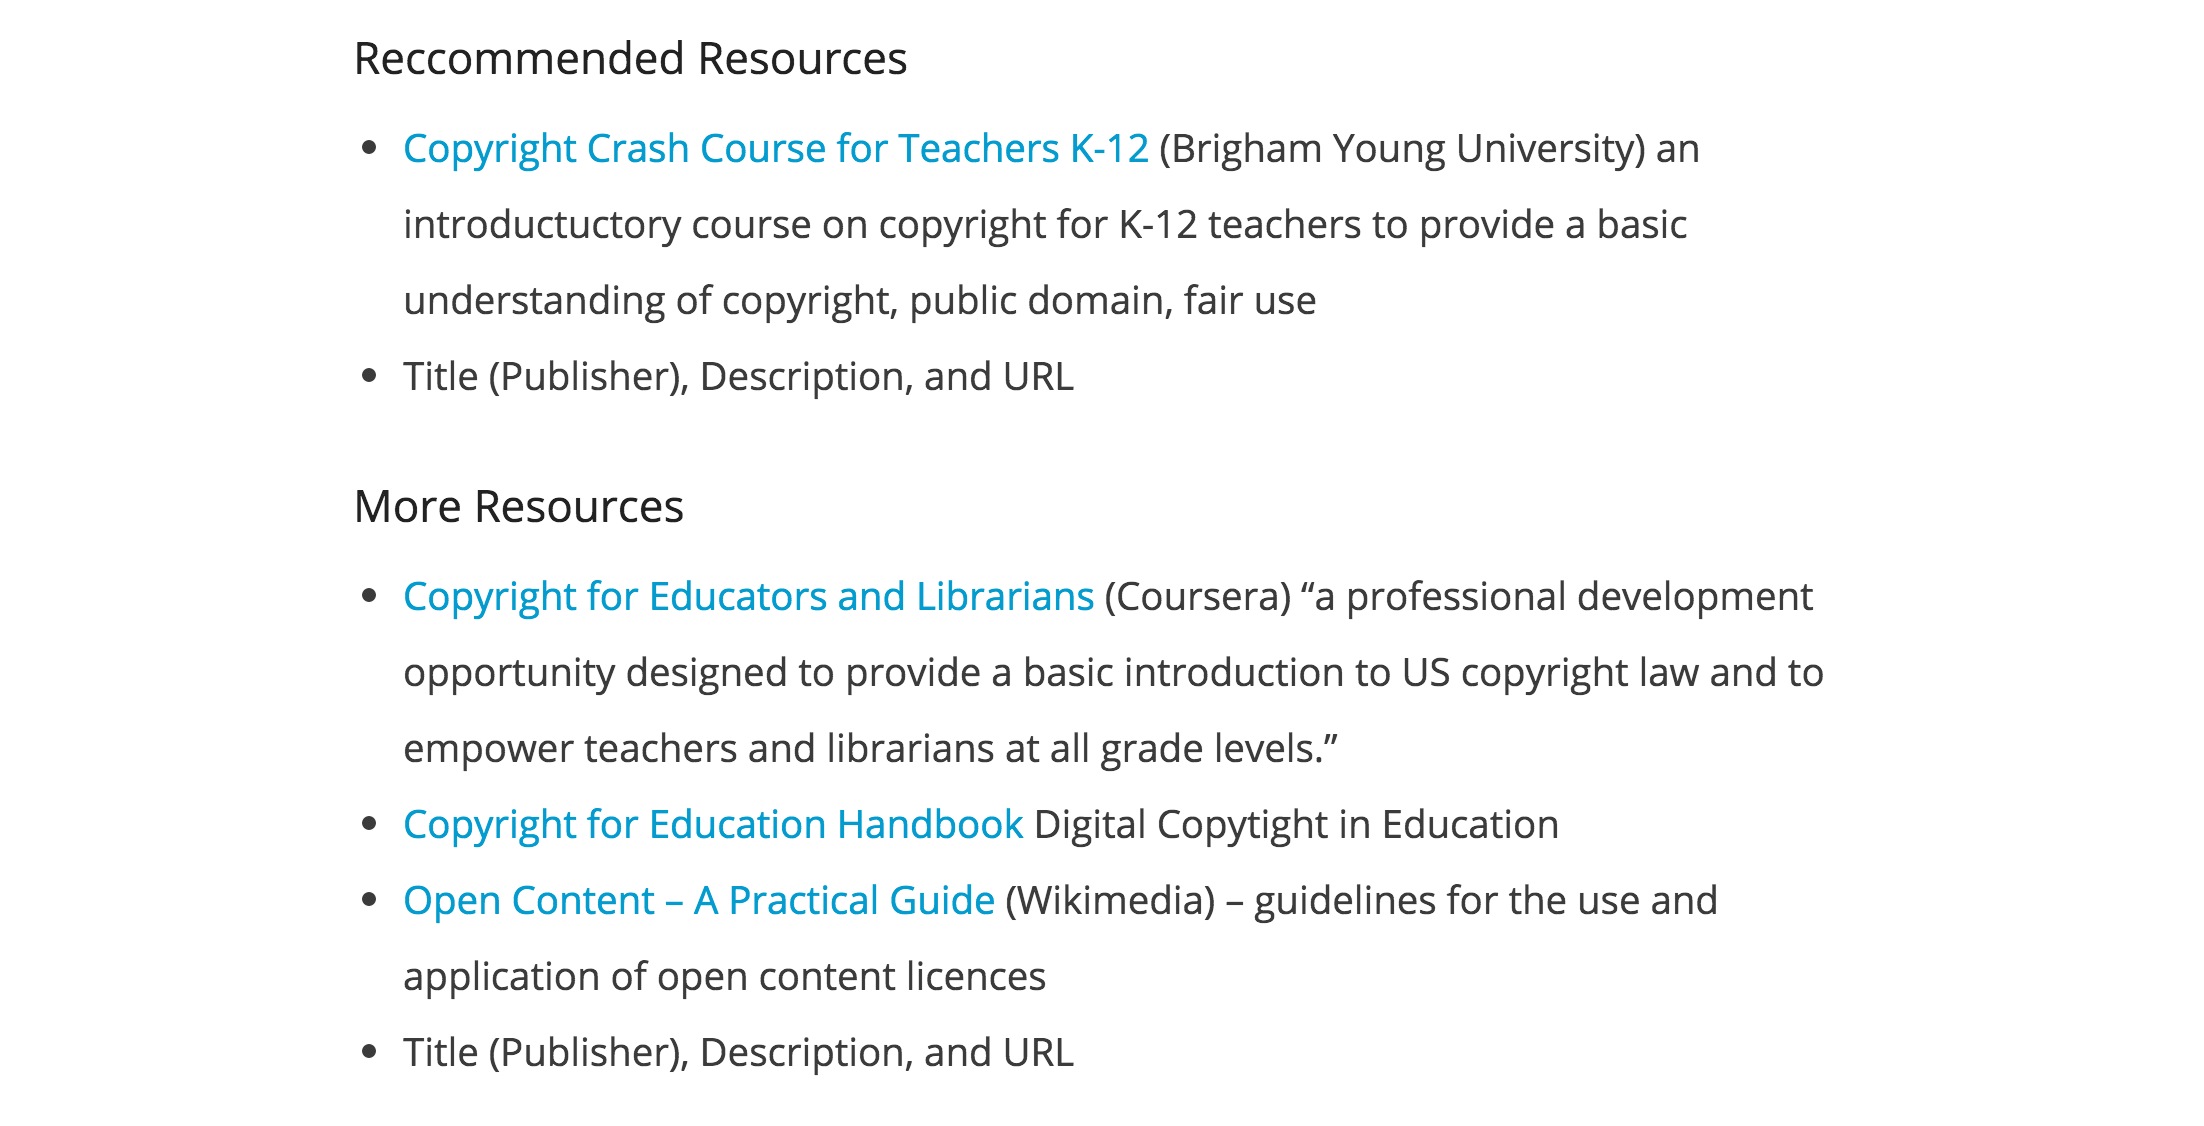 Reccommended Resources
• Copyright Crash Course for Teachers K-12 (Brigham Young University) an
introductuctory course on copyright for K-12 teachers to provide a basic
understanding of copyright, public domain, fair use
• Title (Publisher), Description, and URL
More Resources
• Copyright for Educators and Librarians (Coursera) “a professional development
opportunity designed to provide a basic introduction to US copyright law and to
empower teachers and librarians at all grade levels.”
• Copyright for Education Handbook Digital Copytight in Education
• Open Content – A Practical Guide (Wikimedia) – guidelines for the use and
application of open content licences
• Title (Publisher), Description, and URL